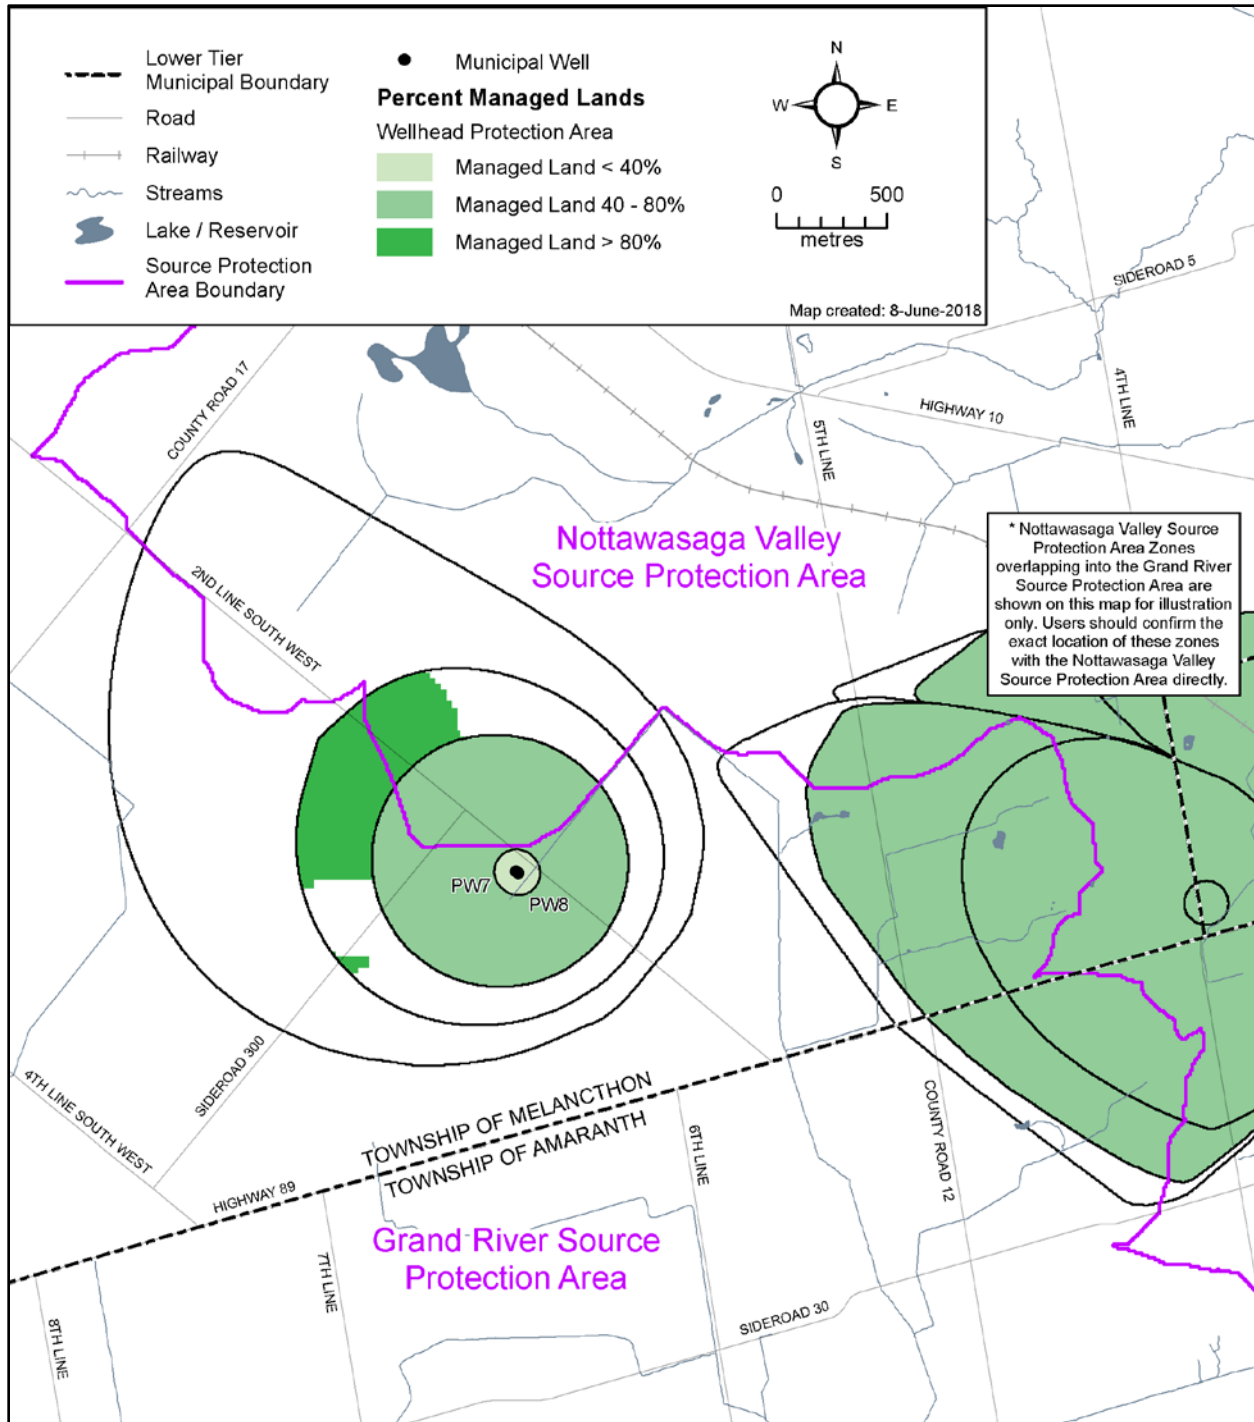 Lower Tier
Municipal Boundary
Road
Railway
Streams
Lake / Reservoir
Source Protection
Area Boundary
Municipal Well
Percent Managed Lands
Wellhead Protection Area
Managed Land < 40%
Managed Land 40 - 80%
Managed Land > 80%
N
W
E
S
0
500
metres
Map created: 8-June-2018
SIDEROAD 5
COUNTY ROAD 17
4TH LINE
HIGHWAY 10
5TH LINE
Nottawasaga Valley
Source Protection Area
* Nottawasaga Valley Source
Protection Area Zones
overlapping into the Grand River
Source Protection Area are
shown on this map for illustration
only. Users should confirm the
exact location of these zones
with the Nottawasaga Valley
Source Protection Area directly.
2ND LINE SOUTH WEST
PW7
PW8
SIDEROAD 300
4TH LINE SOUTH WEST
TOWNSHIP OF MELANCTHON
TOWNSHIP OF AMARANTH
HIGHWAY 89
6TH LINE
COUNTY ROAD 12
Grand River Source
Protection Area
7TH LINE
8TH LINE
SIDEROAD 30